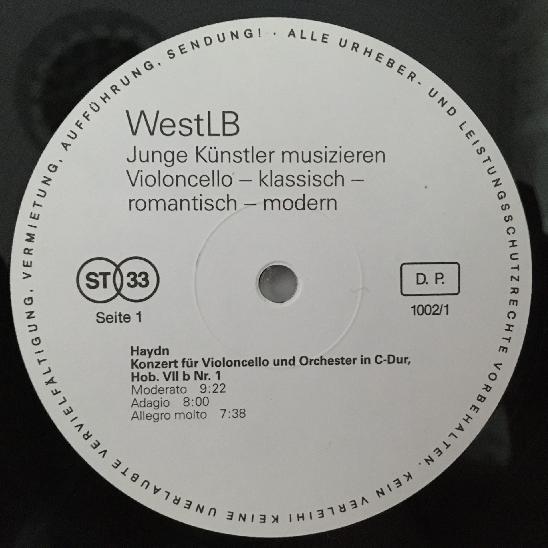 WestLB
Junge Künstler musizieren
Violoncello – klassisch –
romantisch – modern
ST 33
Seite 1
D. P.
1002/1
Haydn
Konzert für Violoncello und Orchester in C-Dur,
Hob. VII b Nr. 1
Moderato 9:22
Adagio 8:00
Allegro molto 7:38
ALLE URHEBER- UND LEISTUNGSSCHUTZRECHTE VORBEHALTEN. KEIN VERLEIH! KEINE UNERLAUBTE VERVIELFÄLTIGUNG, VERMIETUNG, AUFFÜHRUNG, SENDUNG! ·